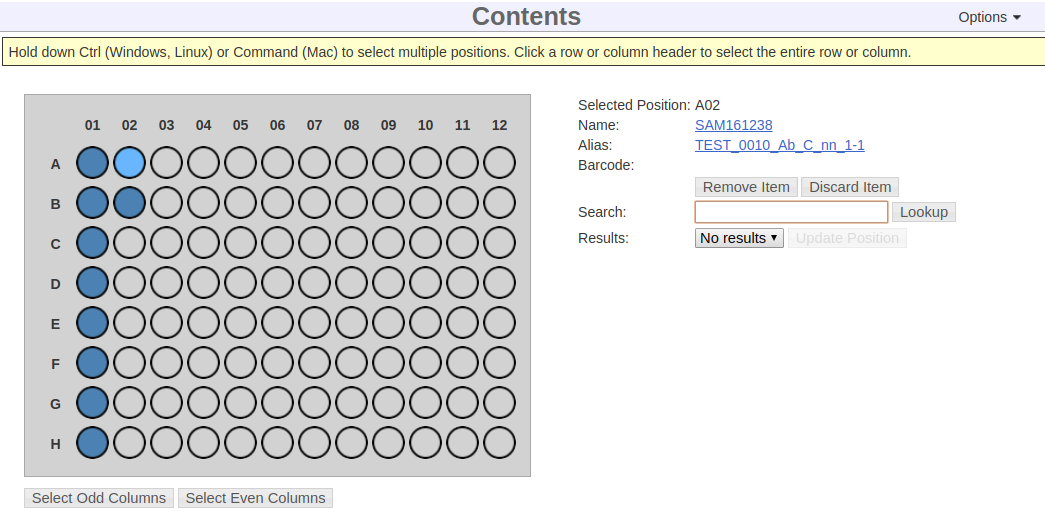 Contents
Options
Hold down Ctrl (Windows, Linux) or Command (Mac) to select multiple positions. Click a row or column header to select the entire row or column.
01 02 03 04 05 06 07 08 09 10 11 12
A
B
C
D
E
F
G
H
Select Odd Columns Select Even Columns
Selected Position: A02
Name: SAM161238
Alias: TEST_0010_Ab_C_nn_1-1
Barcode:
Remove Item Discard Item
Search: Lookup
Results: No results Update Position